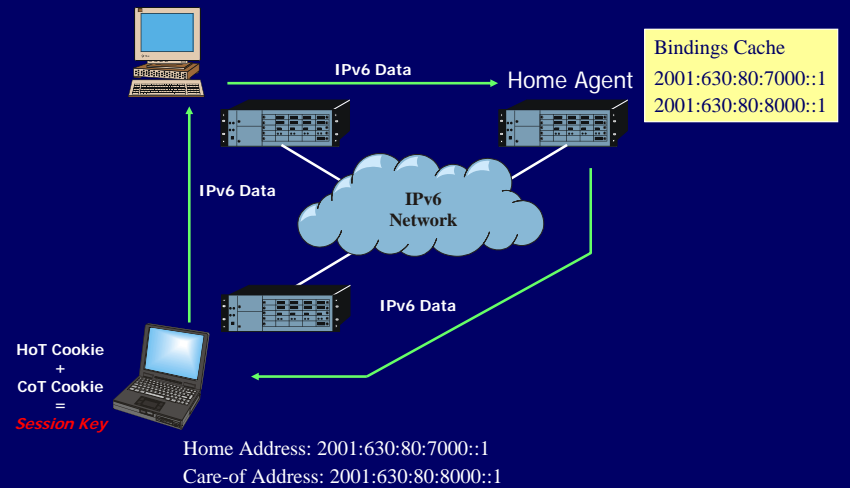 IPv6 Data
Home Agent
Bindings Cache
2001:630:80:7000::1
2001:630:80:8000::1
IPv6 Data
IPv6
Network
IPv6 Data
HoT Cookie
+
CoT Cookie
=
Session Key
Home Address: 2001:630:80:7000::1
Care-of Address: 2001:630:80:8000::1